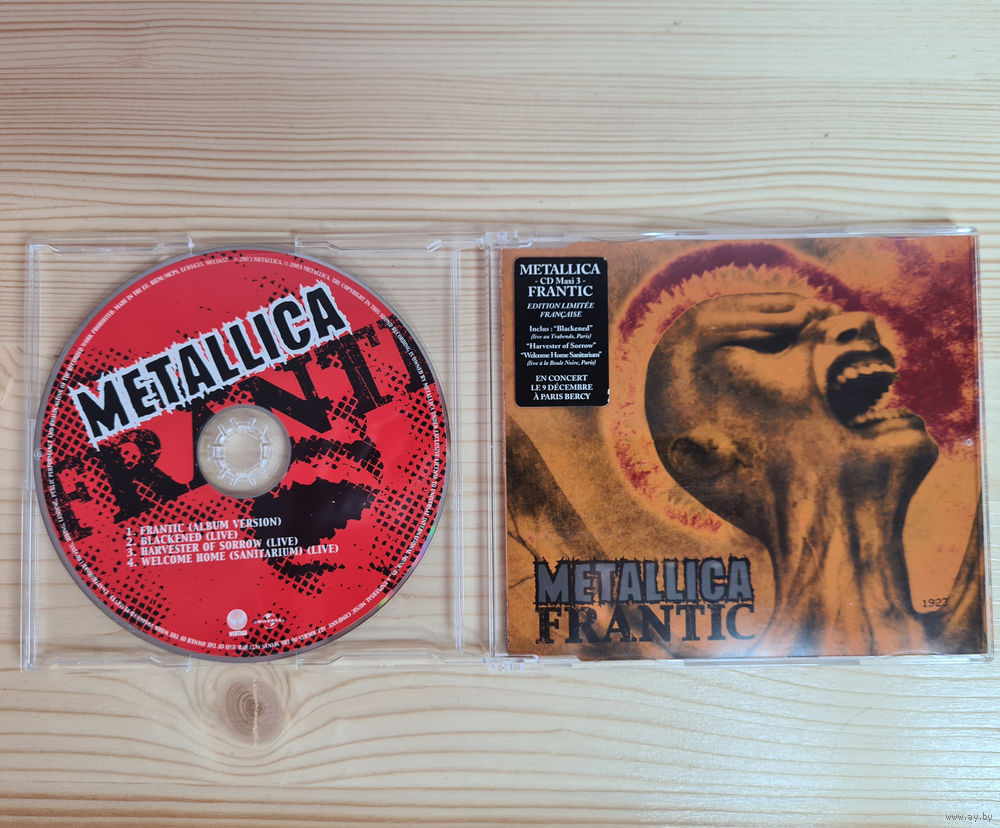 METALLICA
FRANTIC
1. FRANTIC (ALBUM VERSION)
2. BLACKENED (LIVE)
3. HARVESTER OF SORROW (LIVE)
4. WELCOME HOME (SANITARIUM) (LIVE)
UNIVERSAL
METALLICA
- CD Maxi 3 -
FRANTIC
EDITION LIMITÉE
FRANÇAISE
Inclus : "Blackened"
(live au Trabendo, Paris)
"Harvester of Sorrow"
"Welcome Home Sanitarium"
(live à la Boule Noire, Paris)
EN CONCERT
LE 9 DÉCEMBRE
À PARIS BERCY
METALLICA
FRANTIC
1923
www.ay.by